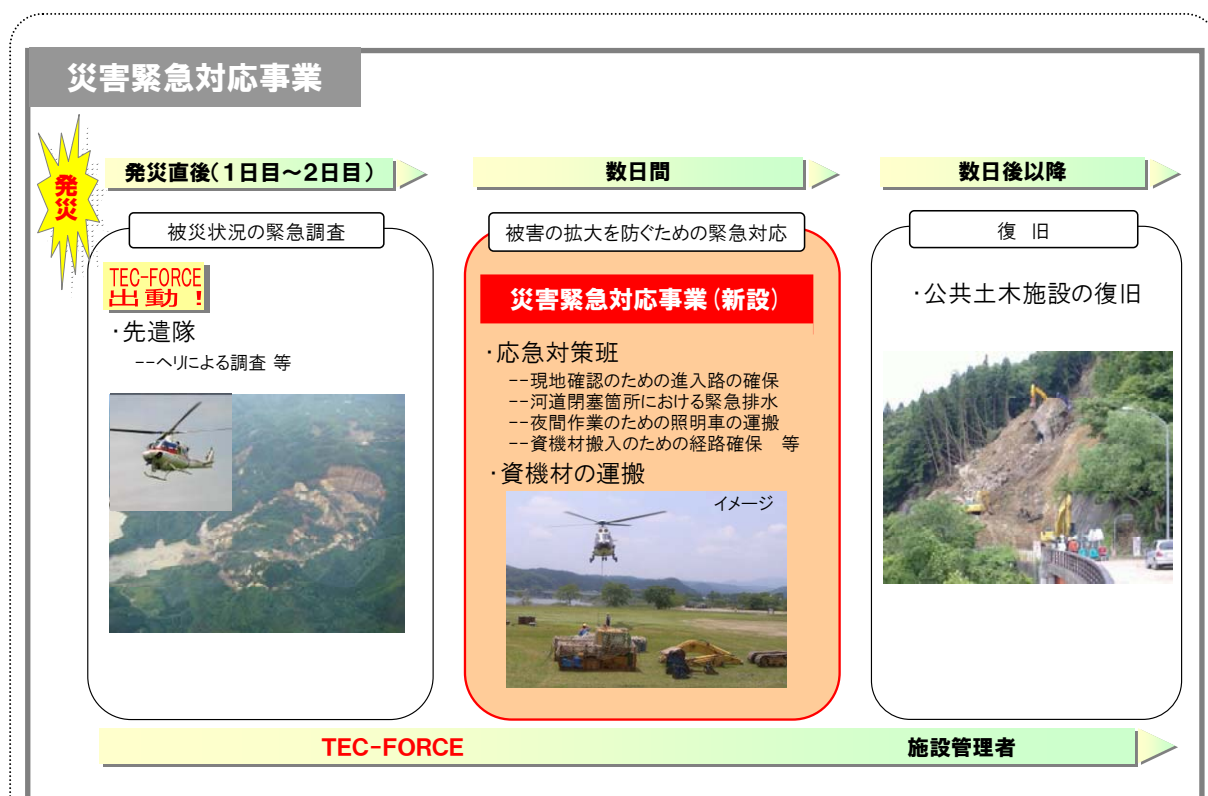 災害緊急対応事業
発災
発災直後(1日目～2日目)
被災状況の緊急調査
TEC-FORCE
出動！
・先遣隊
--ヘリによる調査 等
数日間
被害の拡大を防ぐための緊急対応
災害緊急対応事業(新設)
・応急対策班
--現地確認のための進入路の確保
--河道閉塞箇所における緊急排水
--夜間作業のための照明車の運搬
--資機材搬入のための経路確保 等
・資機材の運搬
イメージ
数日後以降
復 旧
・公共土木施設の復旧
TEC-FORCE
施設管理者